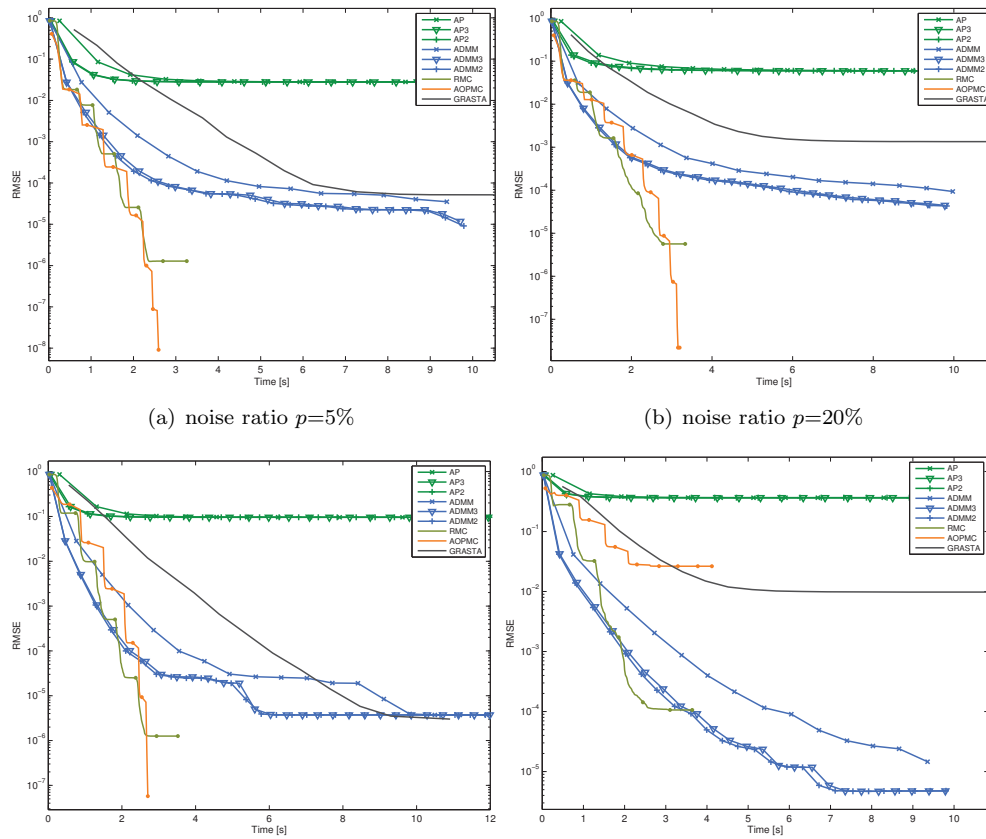 10⁰
10⁻¹
10⁻²
10⁻³
10⁻⁴
10⁻⁵
10⁻⁶
10⁻⁷
10⁻⁸
RMSE
0 1 2 3 4 5 6 7 8 9 10
Time [s]
AP
AP3
AP2
ADMM
ADMM3
ADMM2
RMC
AOPMC
GRASTA
(a) noise ratio p=5%
10⁰
10⁻¹
10⁻²
10⁻³
10⁻⁴
10⁻⁵
10⁻⁶
10⁻⁷
RMSE
0 2 4 6 8 10
Time [s]
AP
AP3
AP2
ADMM
ADMM3
ADMM2
RMC
AOPMC
GRASTA
(b) noise ratio p=20%
10⁰
10⁻¹
10⁻²
10⁻³
10⁻⁴
10⁻⁵
10⁻⁶
10⁻⁷
RMSE
0 2 4 6 8 10 12
Time [s]
AP
AP3
AP2
ADMM
ADMM3
ADMM2
RMC
AOPMC
GRASTA
10⁰
10⁻¹
10⁻²
10⁻³
10⁻⁴
10⁻⁵
RMSE
0 1 2 3 4 5 6 7 8 9 10
Time [s]
AP
AP3
AP2
ADMM
ADMM3
ADMM2
RMC
AOPMC
GRASTA